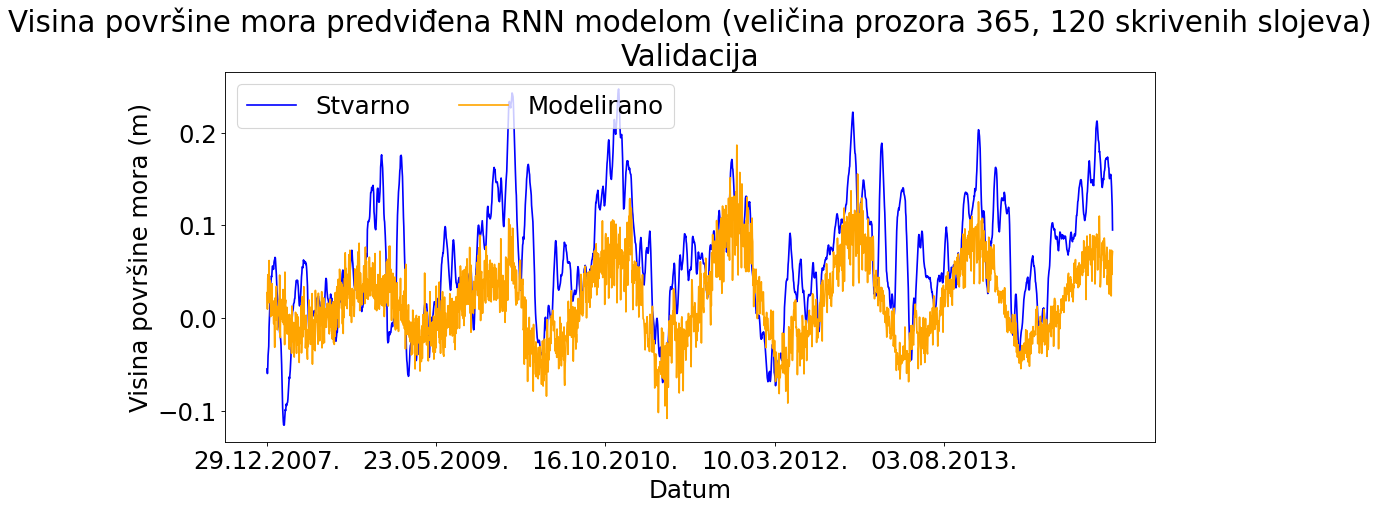 Visina površine mora predviđena RNN modelom (veličina prozora 365, 120 skrivenih slojeva)
Validacija
Stvarno Modelirano
Visina površine mora (m)
0.2
0.1
0.0
−0.1
29.12.2007. 23.05.2009. 16.10.2010. 10.03.2012. 03.08.2013.
Datum